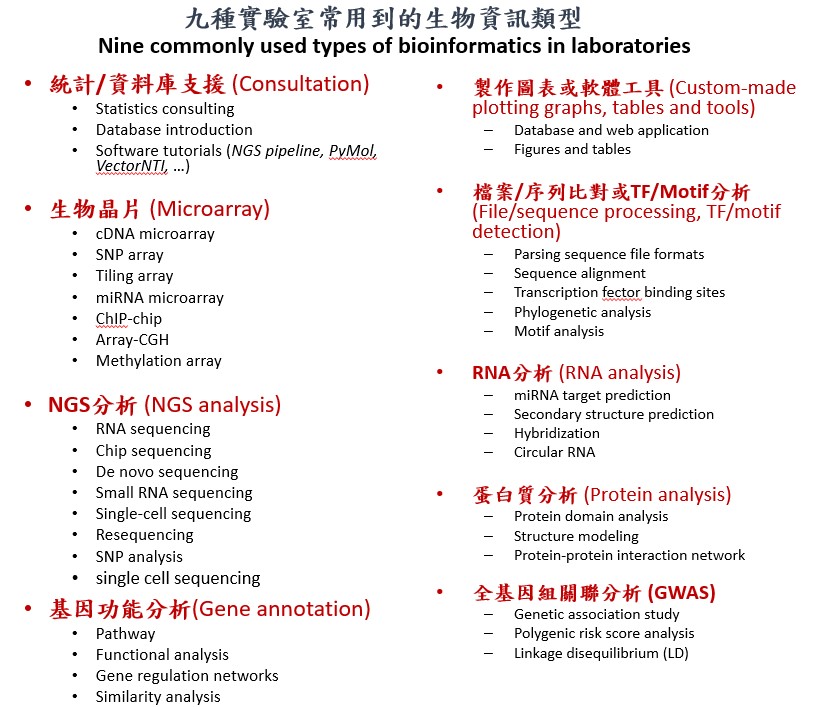 九種實驗室常用到的生物資訊類型
Nine commonly used types of bioinformatics in laboratories
• 統計/資料庫支援 (Consultation)
• Statistics consulting
• Database introduction
• Software tutorials (NGS pipeline, PyMol,
VectorNTI, ...)
• 生物晶片 (Microarray)
• cDNA microarray
• SNP array
• Tiling array
• miRNA microarray
• ChIP-chip
• Array-CGH
• Methylation array
• NGS分析 (NGS analysis)
• RNA sequencing
• Chip sequencing
• De novo sequencing
• Small RNA sequencing
• Single-cell sequencing
• Resequencing
• SNP analysis
• single cell sequencing
• 基因功能分析(Gene annotation)
• Pathway
• Functional analysis
• Gene regulation networks
• Similarity analysis
• 製作圖表或軟體工具 (Custom-made
plotting graphs, tables and tools)
– Database and web application
– Figures and tables
• 檔案/序列比對或TF/Motif分析
(File/sequence processing, TF/motif
detection)
– Parsing sequence file formats
– Sequence alignment
– Transcription fector binding sites
– Phylogenetic analysis
– Motif analysis
• RNA分析 (RNA analysis)
– miRNA target prediction
– Secondary structure prediction
– Hybridization
– Circular RNA
• 蛋白質分析 (Protein analysis)
– Protein domain analysis
– Structure modeling
– Protein-protein interaction network
• 全基因組關聯分析 (GWAS)
– Genetic association study
– Polygenic risk score analysis
– Linkage disequilibrium (LD)